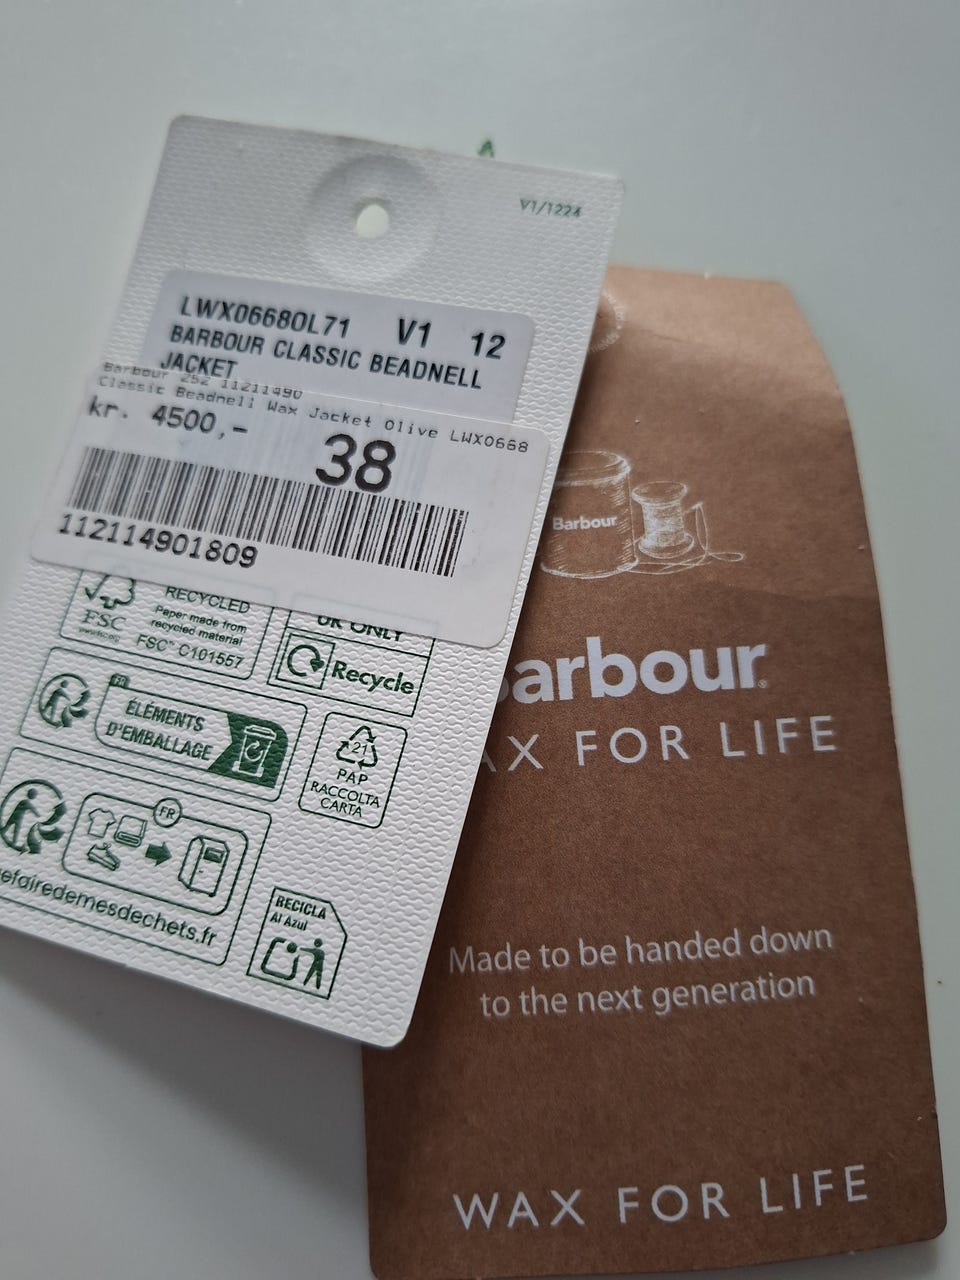 V1/1224
LWX0668OL71 V1 12
BARBOUR CLASSIC BEADNELL
JACKET
Barbour 252 11211490
Classic Beadnell Wax Jacket Olive LWX0668
kr. 4500,-
38
112114901809
RECYCLED
Paper made from
recycled material
FSC
www.fsc.org
FSC™ C101557
UK ONLY
Recycle
FR
ÉLÉMENTS
D'EMBALLAGE
21
PAP
RACCOLTA
CARTA
FR
efairedemesdechets.fr
RECICLA
Al Azul
Barbour
arbour
AX FOR LIFE
Made to be handed down
to the next generation
WAX FOR LIFE